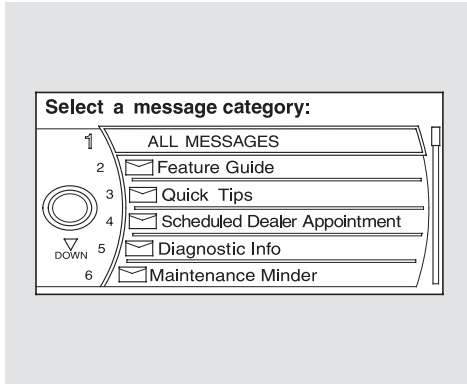 Select a message category:
1 ALL MESSAGES
2 Feature Guide
3 Quick Tips
4 Scheduled Dealer Appointment
DOWN 5 Diagnostic Info
6 Maintenance Minder